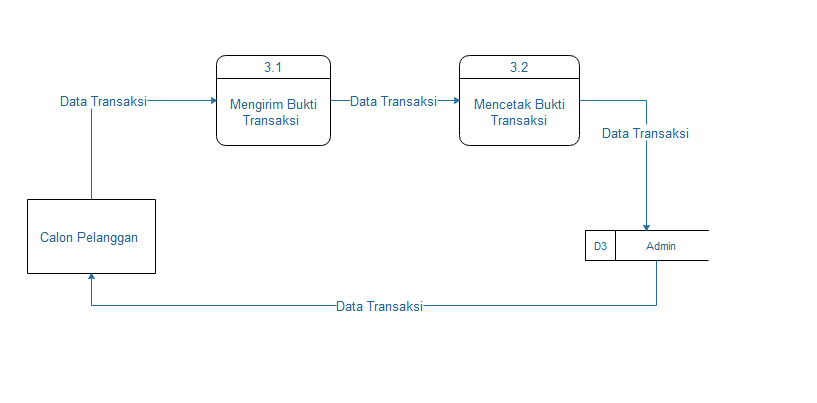 3.1
3.2
Data Transaksi
Mengirim Bukti
Transaksi
Data Transaksi
Mencetak Bukti
Transaksi
Data Transaksi
Calon Pelanggan
D3
Admin
Data Transaksi